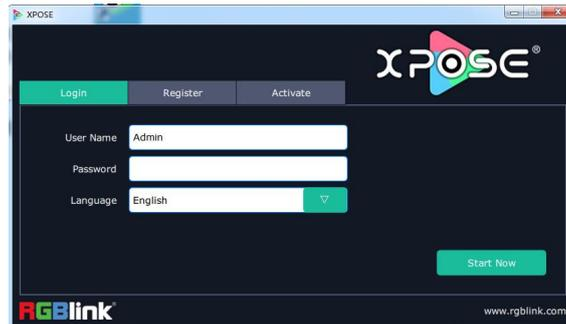 XPOSE
XPOSE®
Login Register Activate
User Name Admin
Password
Language English
Start Now
RGBlink®
www.rgblink.com